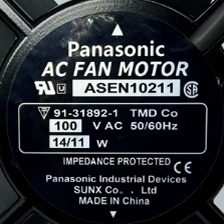 Panasonic
AC FAN MOTOR
ASEN10211
91-31892-1 TMD Co
100 V AC 50/60Hz
14/11 W
IMPEDANCE PROTECTED CE
Panasonic Industrial Devices
SUNX Co., Ltd
MADE IN China